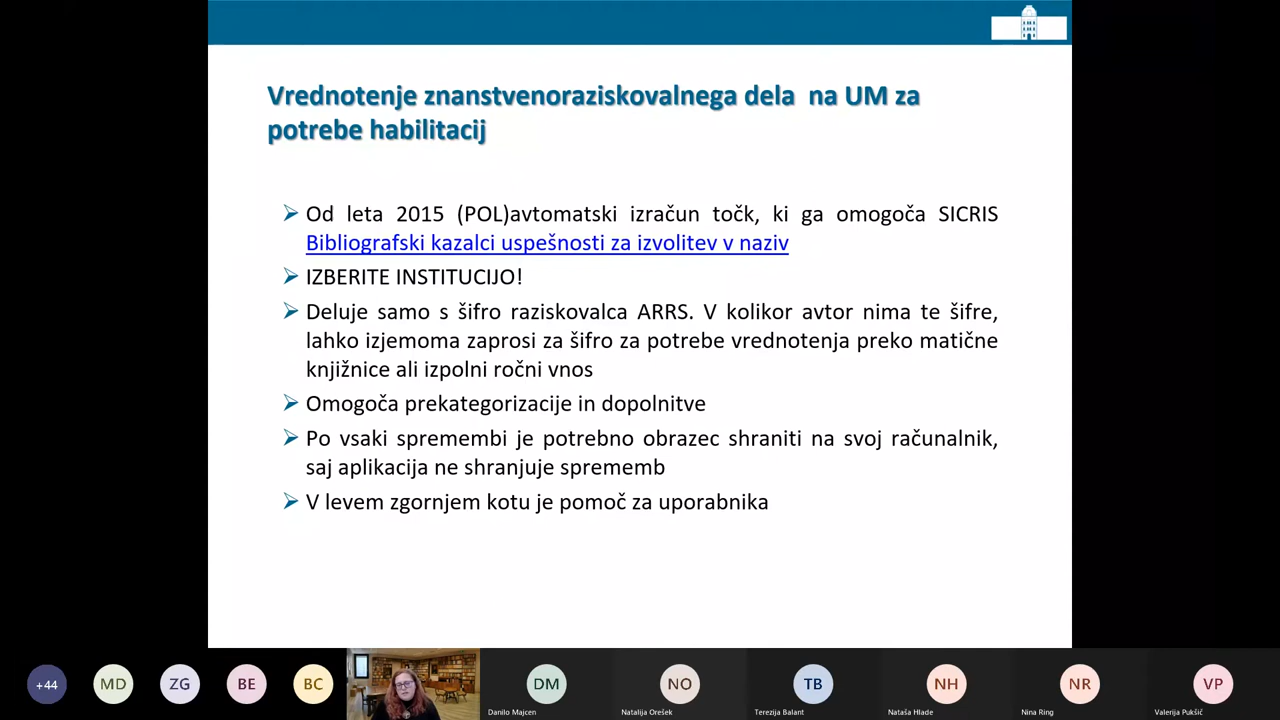 Vrednotenje znanstvenoraziskovalnega dela na UM za
potrebe habilitacij
Od leta 2015 (POL)avtomatski izračun točk, ki ga omogoča SICRIS
Bibliografski kazalci uspešnosti za izvolitev v naziv
IZBERITE INSTITUCIJO!
Deluje samo s šifro raziskovalca ARRS. V kolikor avtor nima te šifre,
lahko izjemoma zaprosi za šifro za potrebe vrednotenja preko matične
knjižnice ali izpolni ročni vnos
Omogoča prekategorizacije in dopolnitve
Po vsaki spremembi je potrebno obrazec shraniti na svoj računalnik,
saj aplikacija ne shranjuje sprememb
V levem zgornjem kotu je pomoč za uporabnika
+44 MD ZG BE BC DM NO TB NH NR VP
Danilo Majcen Natalija Orešek Terezija Balant Nataša Hlade Nina Ring Valerija Pukšič